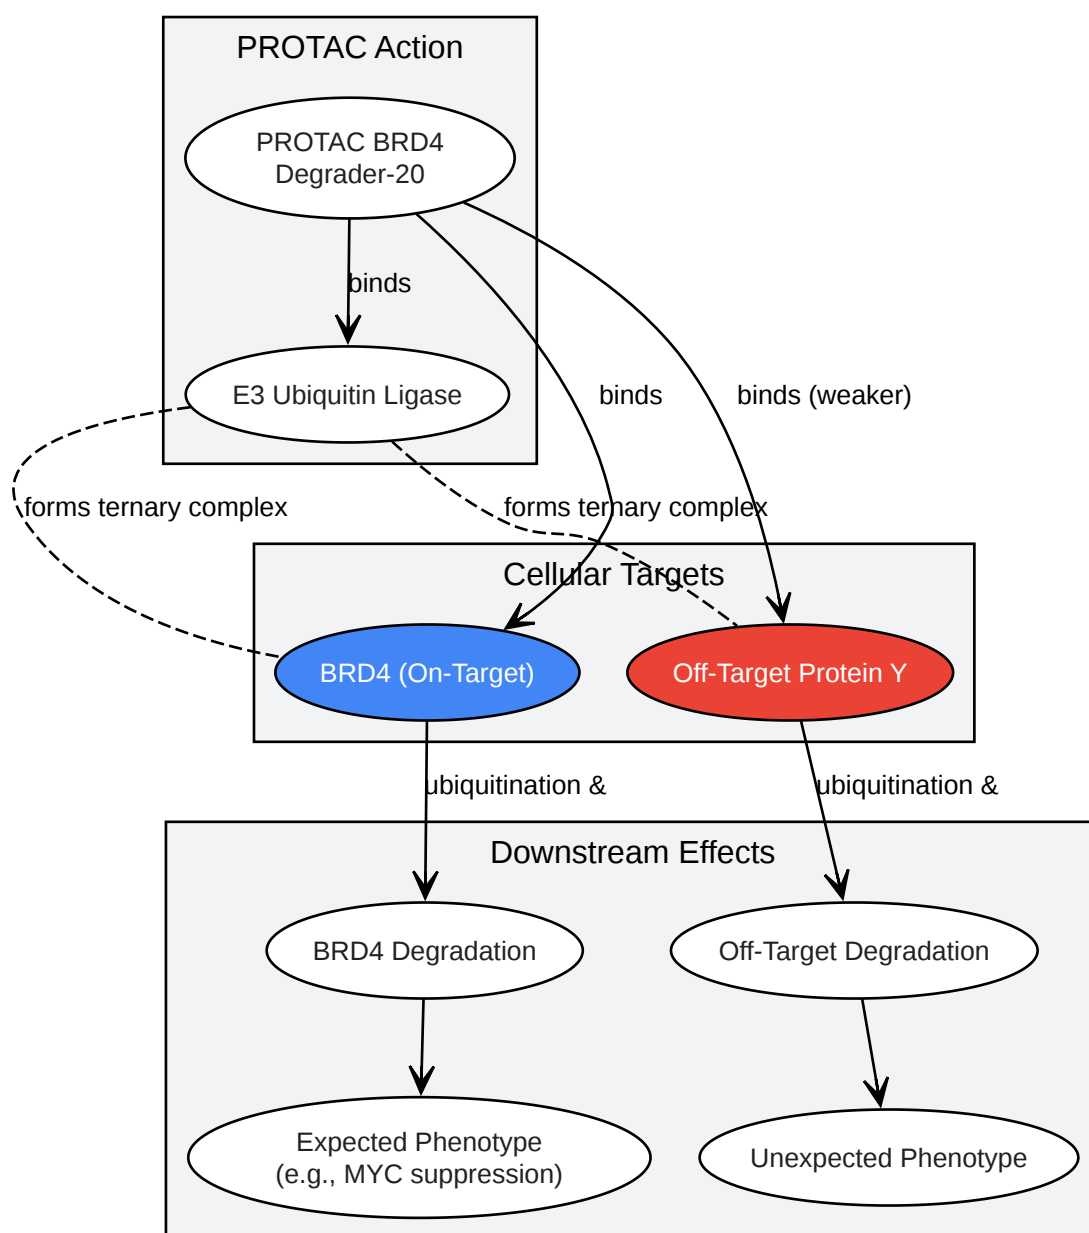 PROTAC Action
PROTAC BRD4
Degrader-20
binds
E3 Ubiquitin Ligase
binds
binds (weaker)
forms ternary complex
forms ternary complex
Cellular Targets
BRD4 (On-Target)
Off-Target Protein Y
ubiquitination &
ubiquitination &
Downstream Effects
BRD4 Degradation
Off-Target Degradation
Expected Phenotype
(e.g., MYC suppression)
Unexpected Phenotype